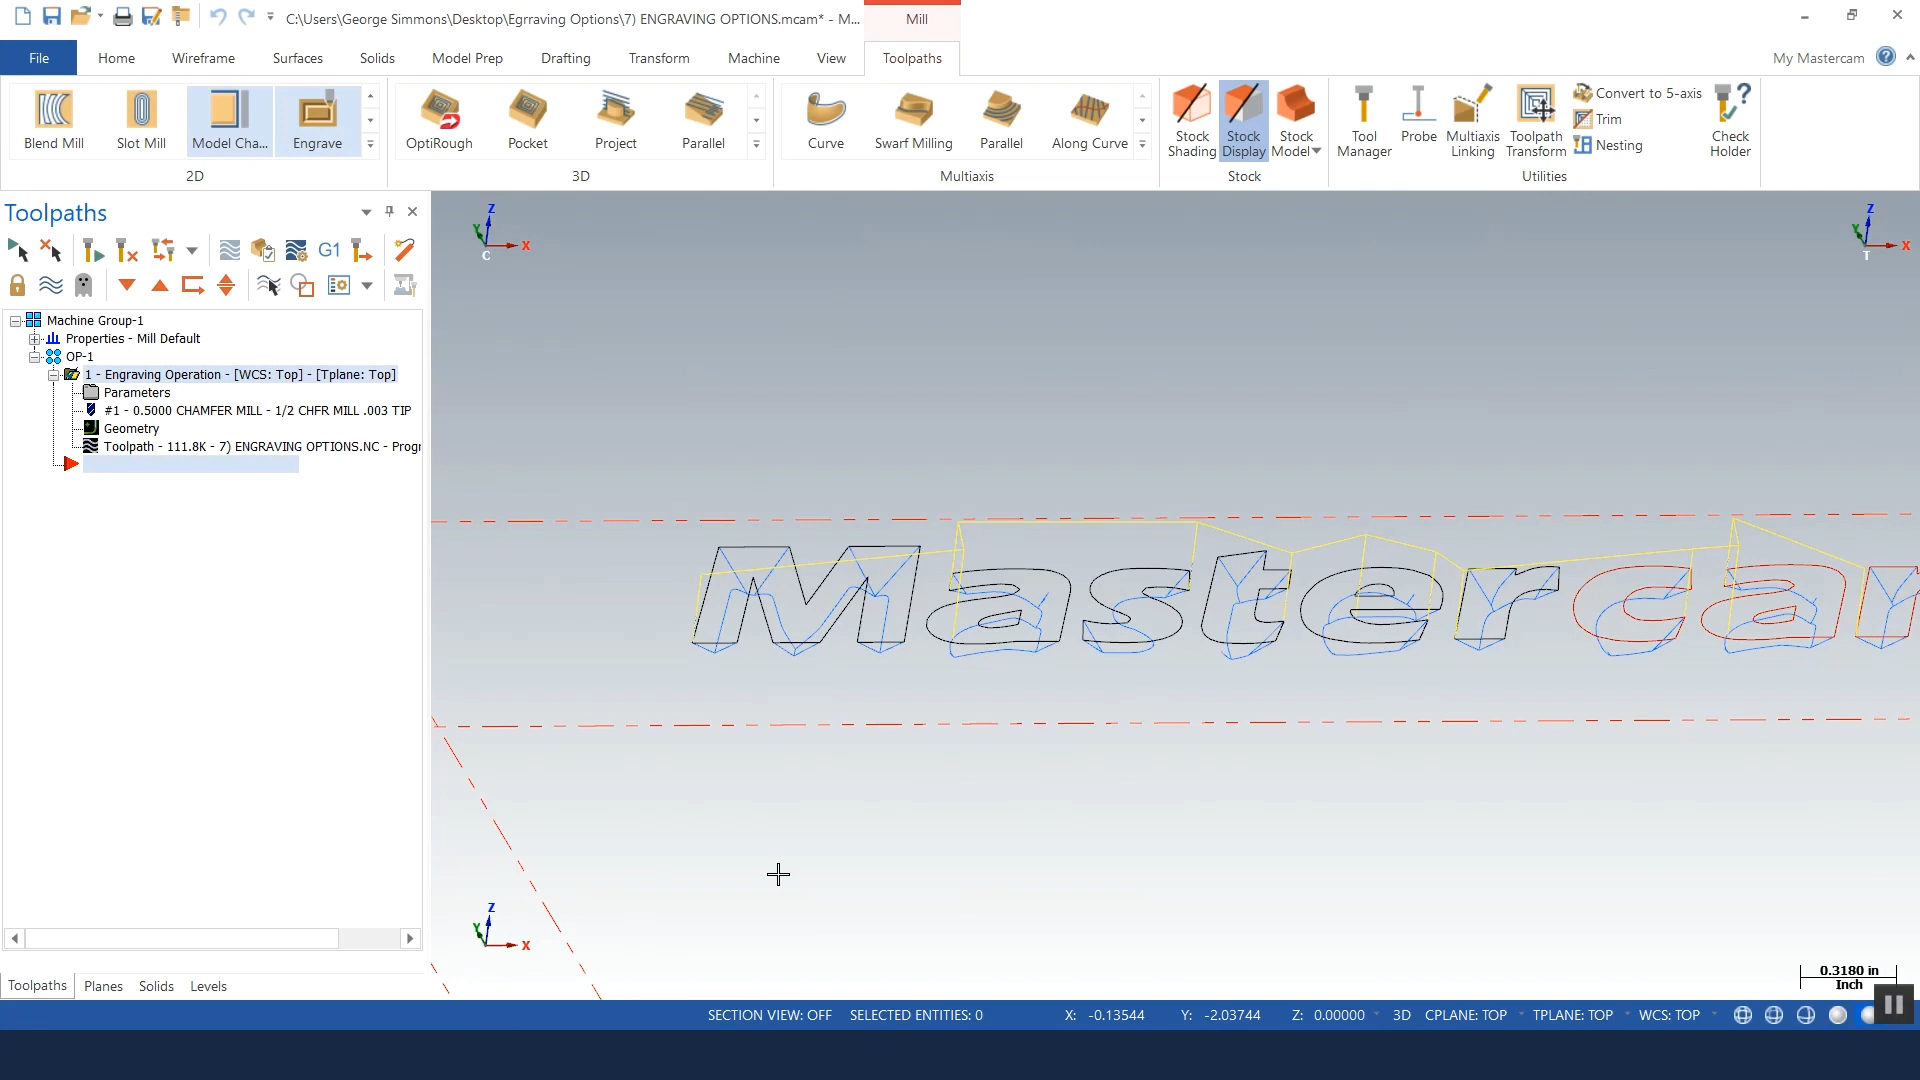 C:\Users\George Simmons\Desktop\Egrraving Options\7) ENGRAVING OPTIONS.mcam* - M...
Mill
File
Home
Wireframe
Surfaces
Solids
Model Prep
Drafting
Transform
Machine
View
Toolpaths
My Mastercam
Blend Mill
Slot Mill
Model Cha...
Engrave
2D
OptiRough
Pocket
Project
Parallel
3D
Curve
Swarf Milling
Parallel
Along Curve
Multiaxis
Stock Shading
Stock Display
Stock Model
Stock
Tool Manager
Probe
Multiaxis Linking
Toolpath Transform
Convert to 5-axis
Trim
Nesting
Check Holder
Utilities
Toolpaths
G1
Machine Group-1
Properties - Mill Default
OP-1
1 - Engraving Operation - [WCS: Top] - [Tplane: Top]
Parameters
#1 - 0.5000 CHAMFER MILL - 1/2 CHFR MILL .003 TIP
Geometry
Toolpath - 111.8K - 7) ENGRAVING OPTIONS.NC - Progr
Z
Y
X
C
Z
Y
X
T
Mastercar
Z
Y
X
0.3180 in
Inch
Toolpaths
Planes
Solids
Levels
SECTION VIEW: OFF
SELECTED ENTITIES: 0
X: -0.13544
Y: -2.03744
Z: 0.00000
3D
CPLANE: TOP
TPLANE: TOP
WCS: TOP